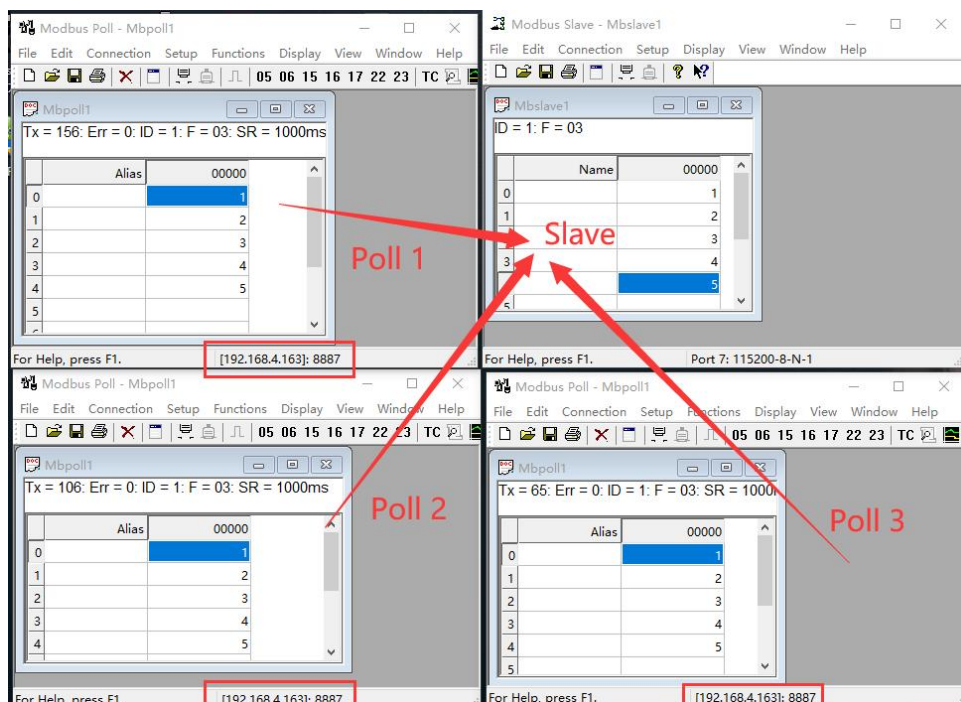 Modbus Poll - Mbpoll1
File Edit Connection Setup Functions Display View Window Help
05 06 15 16 17 22 23 TC
Mbpoll1
Tx = 156: Err = 0: ID = 1: F = 03: SR = 1000ms
Alias 00000
0 1
1 2
2 3
3 4
4 5
5
For Help, press F1. [192.168.4.163]: 8887
Modbus Slave - Mbslave1
File Edit Connection Setup Display View Window Help
Mbslave1
ID = 1: F = 03
Name 00000
0 1
1 2
3
3 4
5
5
For Help, press F1. Port 7: 115200-8-N-1
Poll 1
Slave
Modbus Poll - Mbpoll1
File Edit Connection Setup Functions Display View Window Help
05 06 15 16 17 22 23 TC
Mbpoll1
Tx = 106: Err = 0: ID = 1: F = 03: SR = 1000ms
Alias 00000
0 1
1 2
2 3
3 4
4 5
For Help, press F1. [192.168.4.163]: 8887
Poll 2
Modbus Poll - Mbpoll1
File Edit Connection Setup Functions Display View Window Help
05 06 15 16 17 22 23 TC
Mbpoll1
Tx = 65: Err = 0: ID = 1: F = 03: SR = 1000
Alias 00000
0 1
1 2
2 3
3 4
4 5
5
For Help, press F1. [192.168.4.163]: 8887
Poll 3